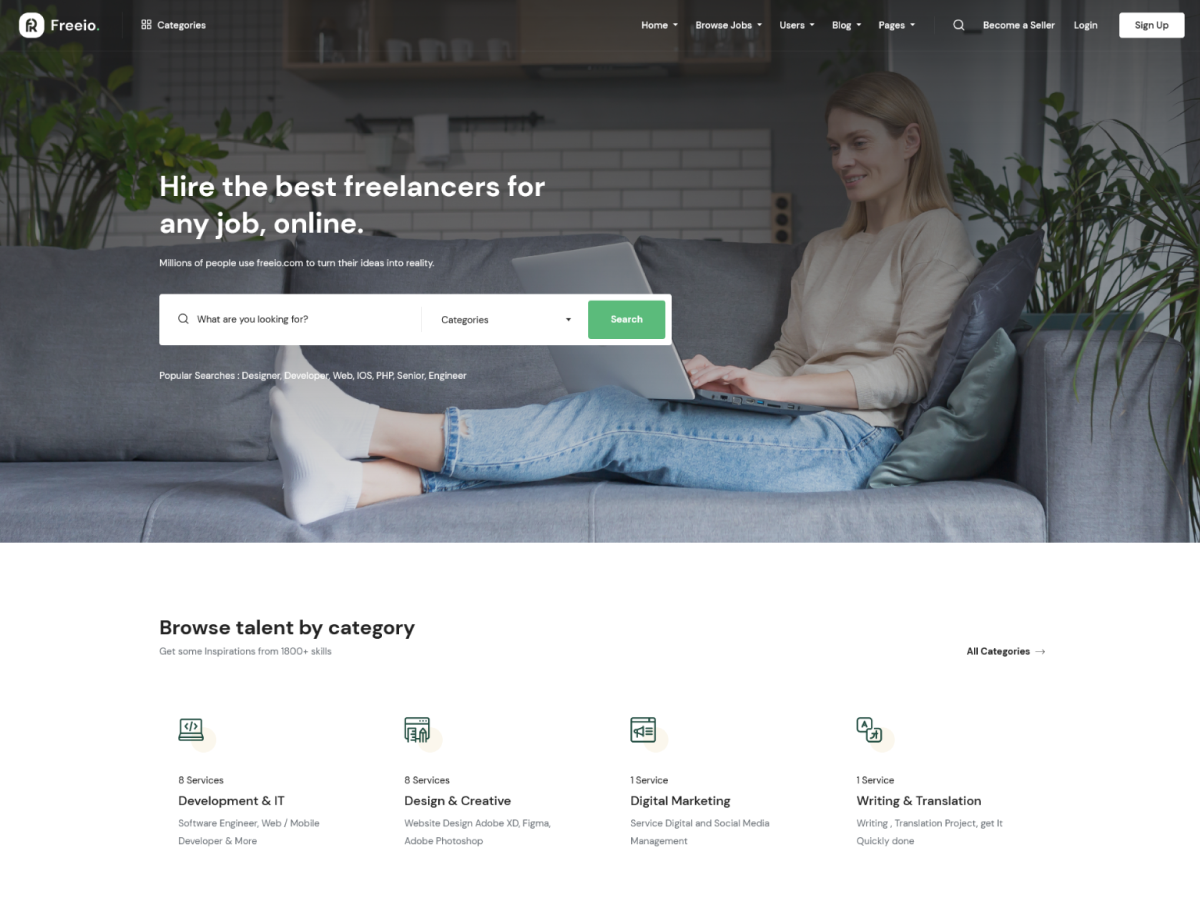 Freeio.
Categories
Home
Browse Jobs
Users
Blog
Pages
Become a Seller
Login
Sign Up
Hire the best freelancers for
any job, online.
Millions of people use freeio.com to turn their ideas into reality.
What are you looking for?
Categories
Search
Popular Searches : Designer, Developer, Web, IOS, PHP, Senior, Engineer
Browse talent by category
Get some Inspirations from 1800+ skills
All Categories →
8 Services
Development & IT
Software Engineer, Web / Mobile
Developer & More
8 Services
Design & Creative
Website Design Adobe XD, Figma,
Adobe Photoshop
1 Service
Digital Marketing
Service Digital and Social Media
Management
1 Service
Writing & Translation
Writing , Translation Project, get It
Quickly done